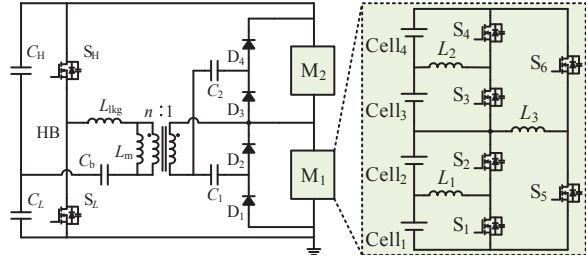 C_H
S_H
D_4
M_2
C_2
L_lkg
n : 1
D_3
HB
L_m
D_2
C_b
M_1
C_L
S_L
C_1
D_1
S_4
Cell_4
L_2
S_6
Cell_3
S_3
L_3
Cell_2
S_2
L_1
S_5
Cell_1
S_1